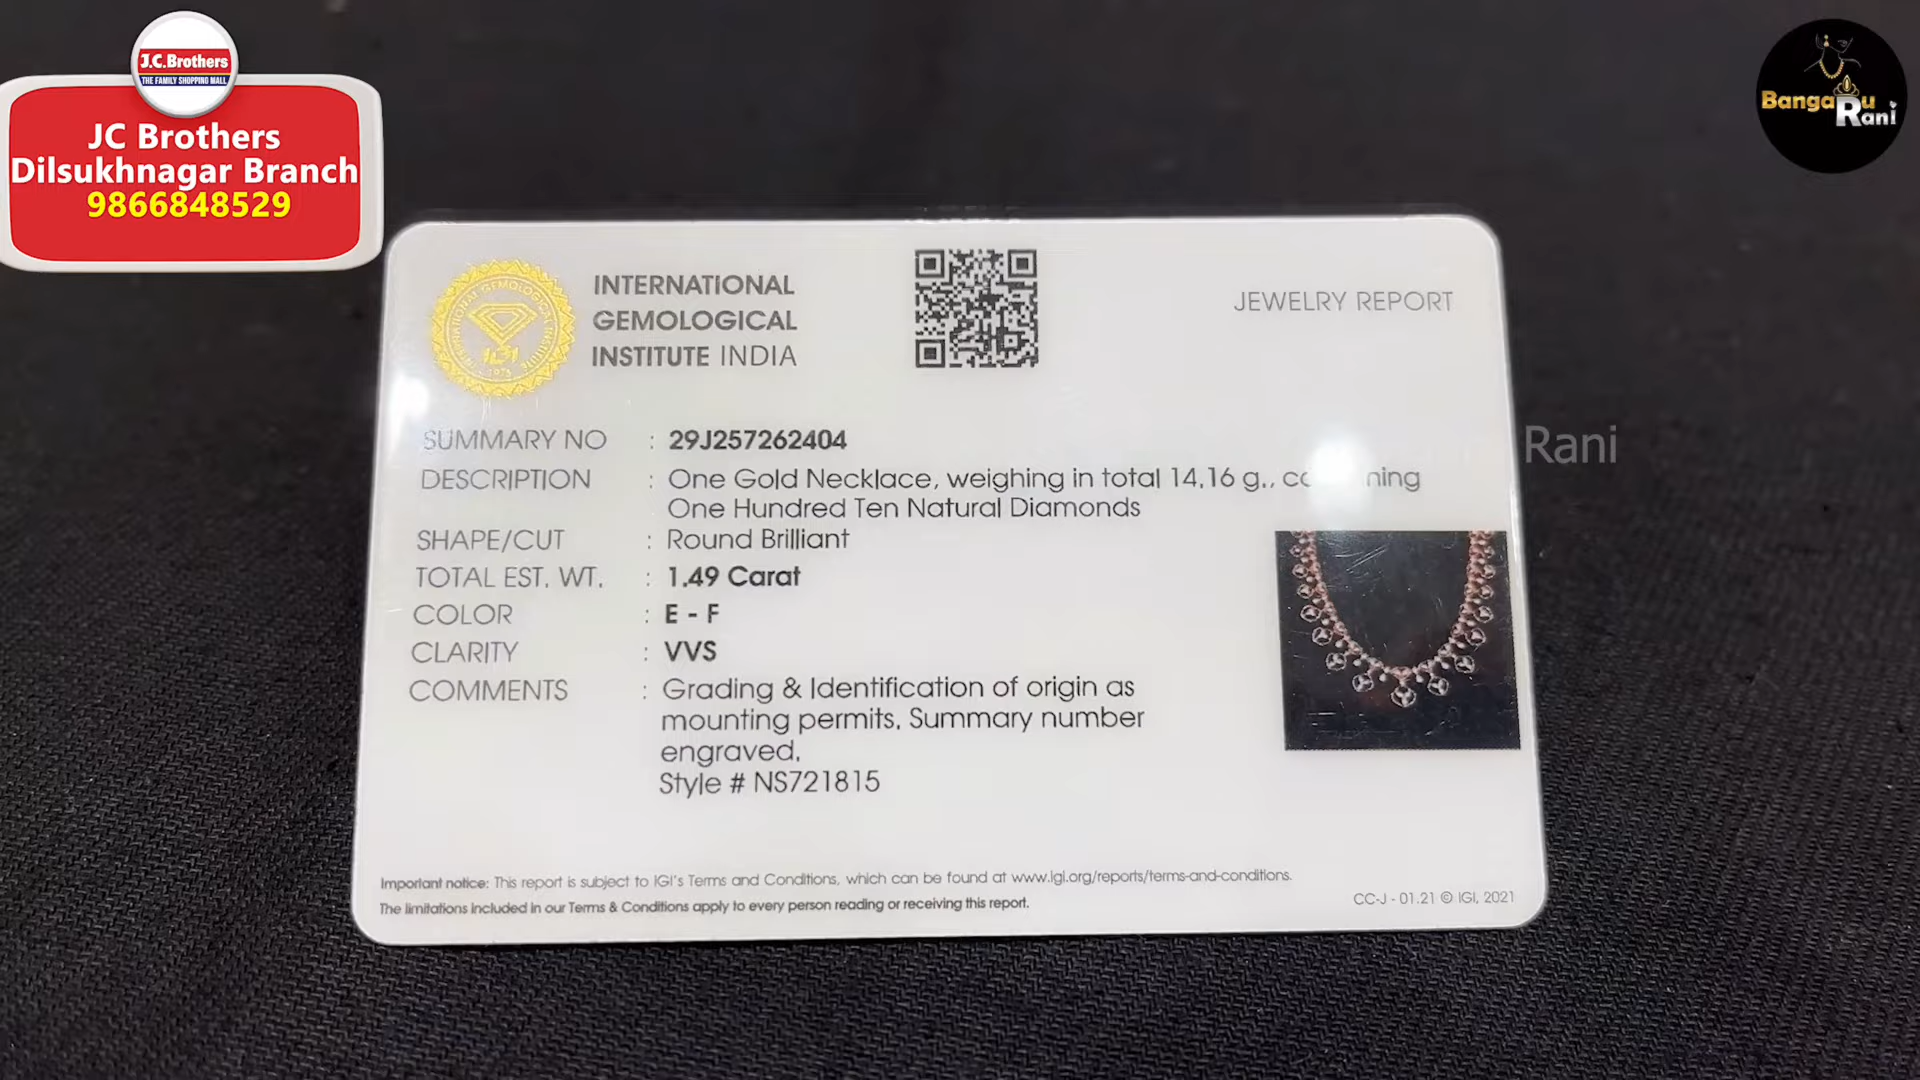 J.C.Brothers
THE FAMILY SHOPPING MALL
JC Brothers
Dilsukhnagar Branch
9866848529
Bangaru
Rani
INTERNATIONAL
GEMOLOGICAL
INSTITUTE INDIA
JEWELRY REPORT
SUMMARY NO : 29J257262404
DESCRIPTION : One Gold Necklace, weighing in total 14.16 g.,
One Hundred Ten Natural Diamonds
SHAPE/CUT : Round Brilliant
TOTAL EST. WT. : 1.49 Carat
COLOR : E - F
CLARITY : VVS
COMMENTS : Grading & Identification of origin as
mounting permits. Summary number
engraved.
Style # NS721815
Rani
Important notice: This report is subject to IGI's Terms and Conditions, which can be found at www.igi.org/reports/terms-and-conditions.
The limitations included in our Terms & Conditions apply to every person reading or receiving this report.
CC-J - 01.21 © IGI, 2021